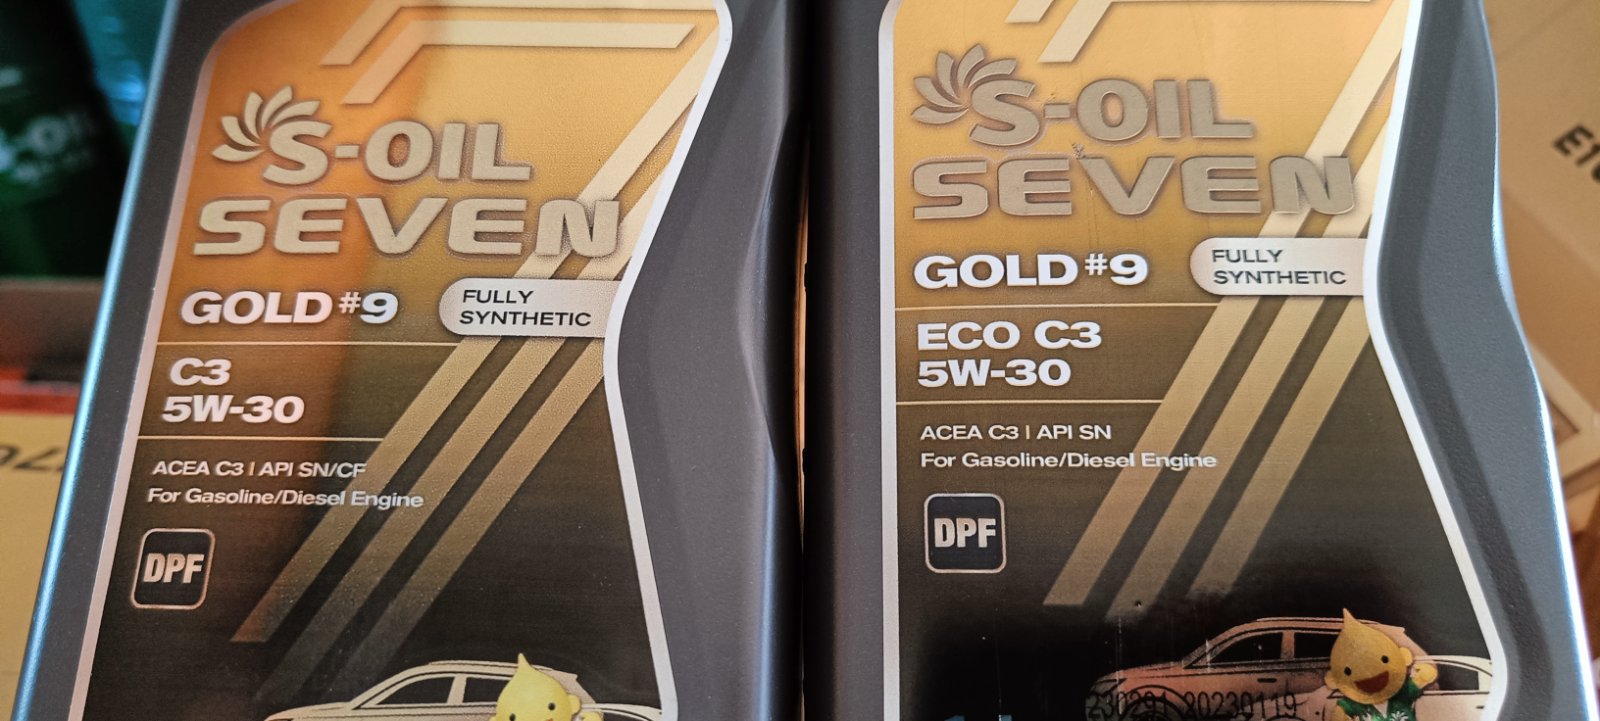 S-OIL
SEVEN
GOLD #9
FULLY
SYNTHETIC
C3
5W-30
ACEA C3 | API SN/CF
For Gasoline/Diesel Engine
DPF
S-OIL
SEVEN
GOLD #9
FULLY
SYNTHETIC
ECO C3
5W-30
ACEA C3 | API SN
For Gasoline/Diesel Engine
DPF
20230119